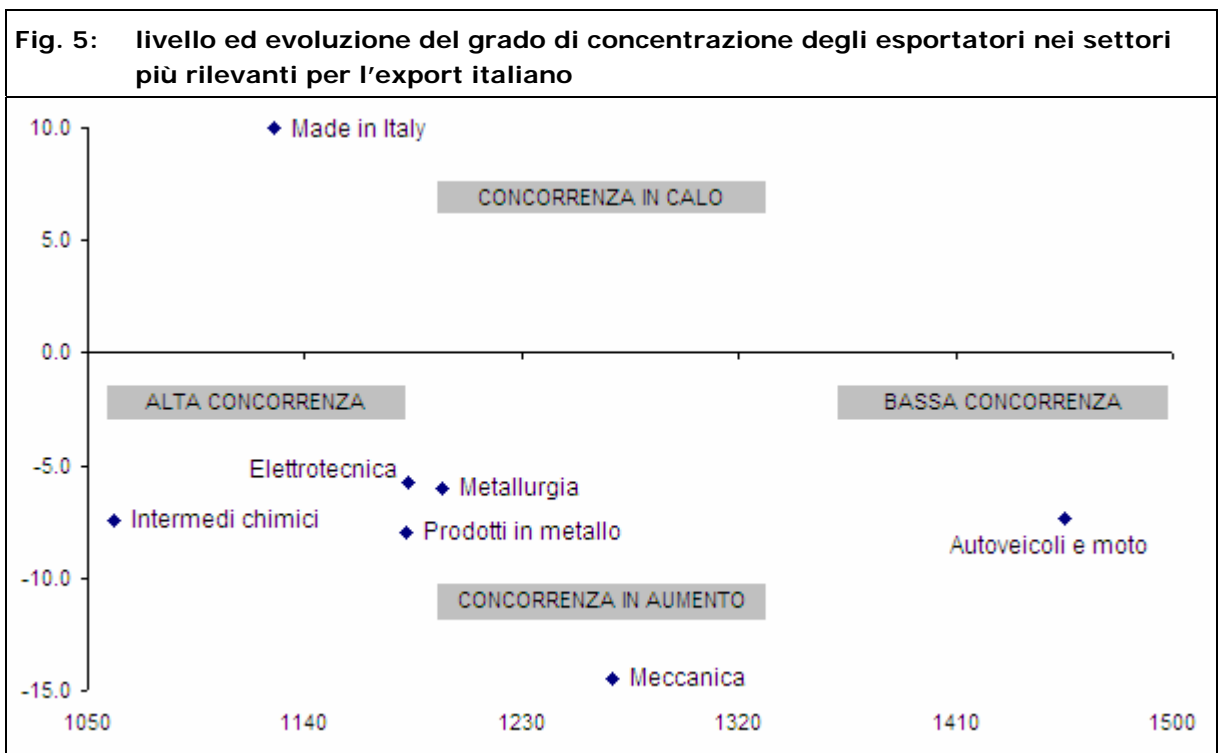 Fig. 5: livello ed evoluzione del grado di concentrazione degli esportatori nei settori
più rilevanti per l'export italiano
10.0
Made in Italy
CONCORRENZA IN CALO
5.0
0.0
ALTA CONCORRENZA
BASSA CONCORRENZA
-5.0
Elettrotecnica
Metallurgia
Intermedi chimici
Prodotti in metallo
Autoveicoli e moto
-10.0
CONCORRENZA IN AUMENTO
Meccanica
-15.0
1050 1140 1230 1320 1410 1500